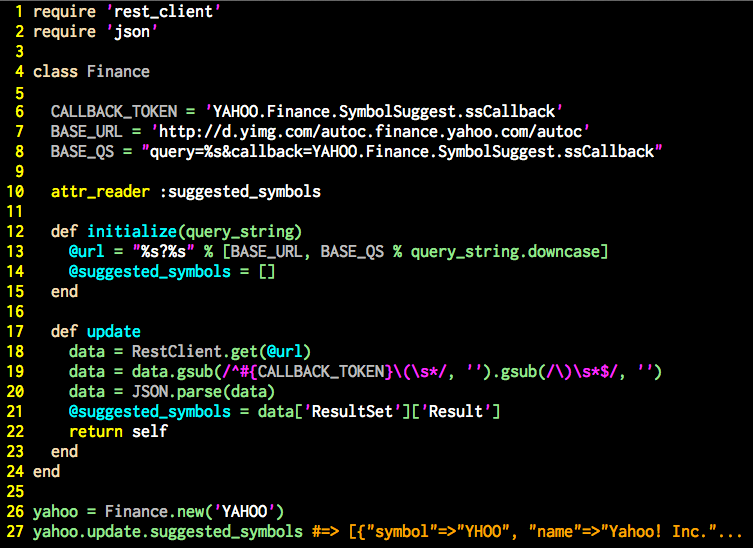 1 require 'rest_client'
2 require 'json'
3
4 class Finance
5
6   CALLBACK_TOKEN = 'YAHOO.Finance.SymbolSuggest.ssCallback'
7   BASE_URL = 'http://d.yimg.com/autoc.finance.yahoo.com/autoc'
8   BASE_QS = "query=%s&callback=YAHOO.Finance.SymbolSuggest.ssCallback"
9
10   attr_reader :suggested_symbols
11
12   def initialize(query_string)
13     @url = "%s?%s" % [BASE_URL, BASE_QS % query_string.downcase]
14     @suggested_symbols = []
15   end
16
17   def update
18     data = RestClient.get(@url)
19     data = data.gsub(/^#{CALLBACK_TOKEN}\(\s*/, '').gsub(/\)\s*$/, '')
20     data = JSON.parse(data)
21     @suggested_symbols = data['ResultSet']['Result']
22     return self
23   end
24 end
25
26 yahoo = Finance.new('YAHOO')
27 yahoo.update.suggested_symbols #=> [{"symbol"=>"YHOO", "name"=>"Yahoo! Inc."...